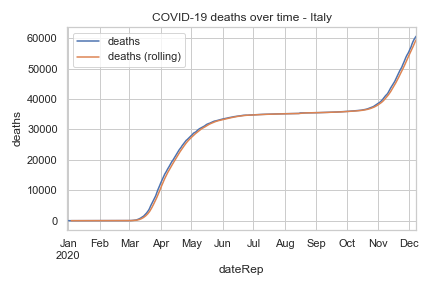 COVID-19 deaths over time - Italy
deaths
deaths (rolling)
60000
50000
40000
30000
20000
10000
0
deaths
Jan Feb Mar Apr May Jun Jul Aug Sep Oct Nov Dec
2020
dateRep